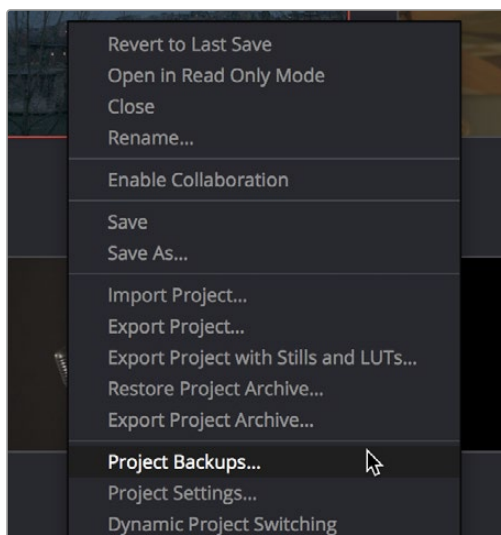 Revert to Last Save
Open in Read Only Mode
Close
Rename...
Enable Collaboration
Save
Save As...
Import Project...
Export Project...
Export Project with Stills and LUTs...
Restore Project Archive...
Export Project Archive...
Project Backups...
Project Settings...
Dynamic Project Switching